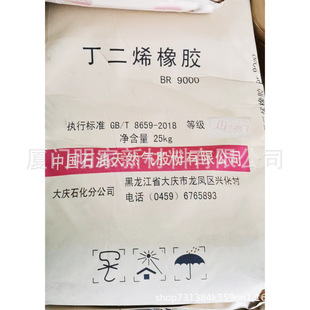 丁二烯橡胶
BR 9000
执行标准 GB/T 8659-2018 等级
净含量 25kg
中国石油天然气股份有限公司
黑龙江省大庆市龙凤区兴化村
大庆石化分公司
电话 (0459) 6765893